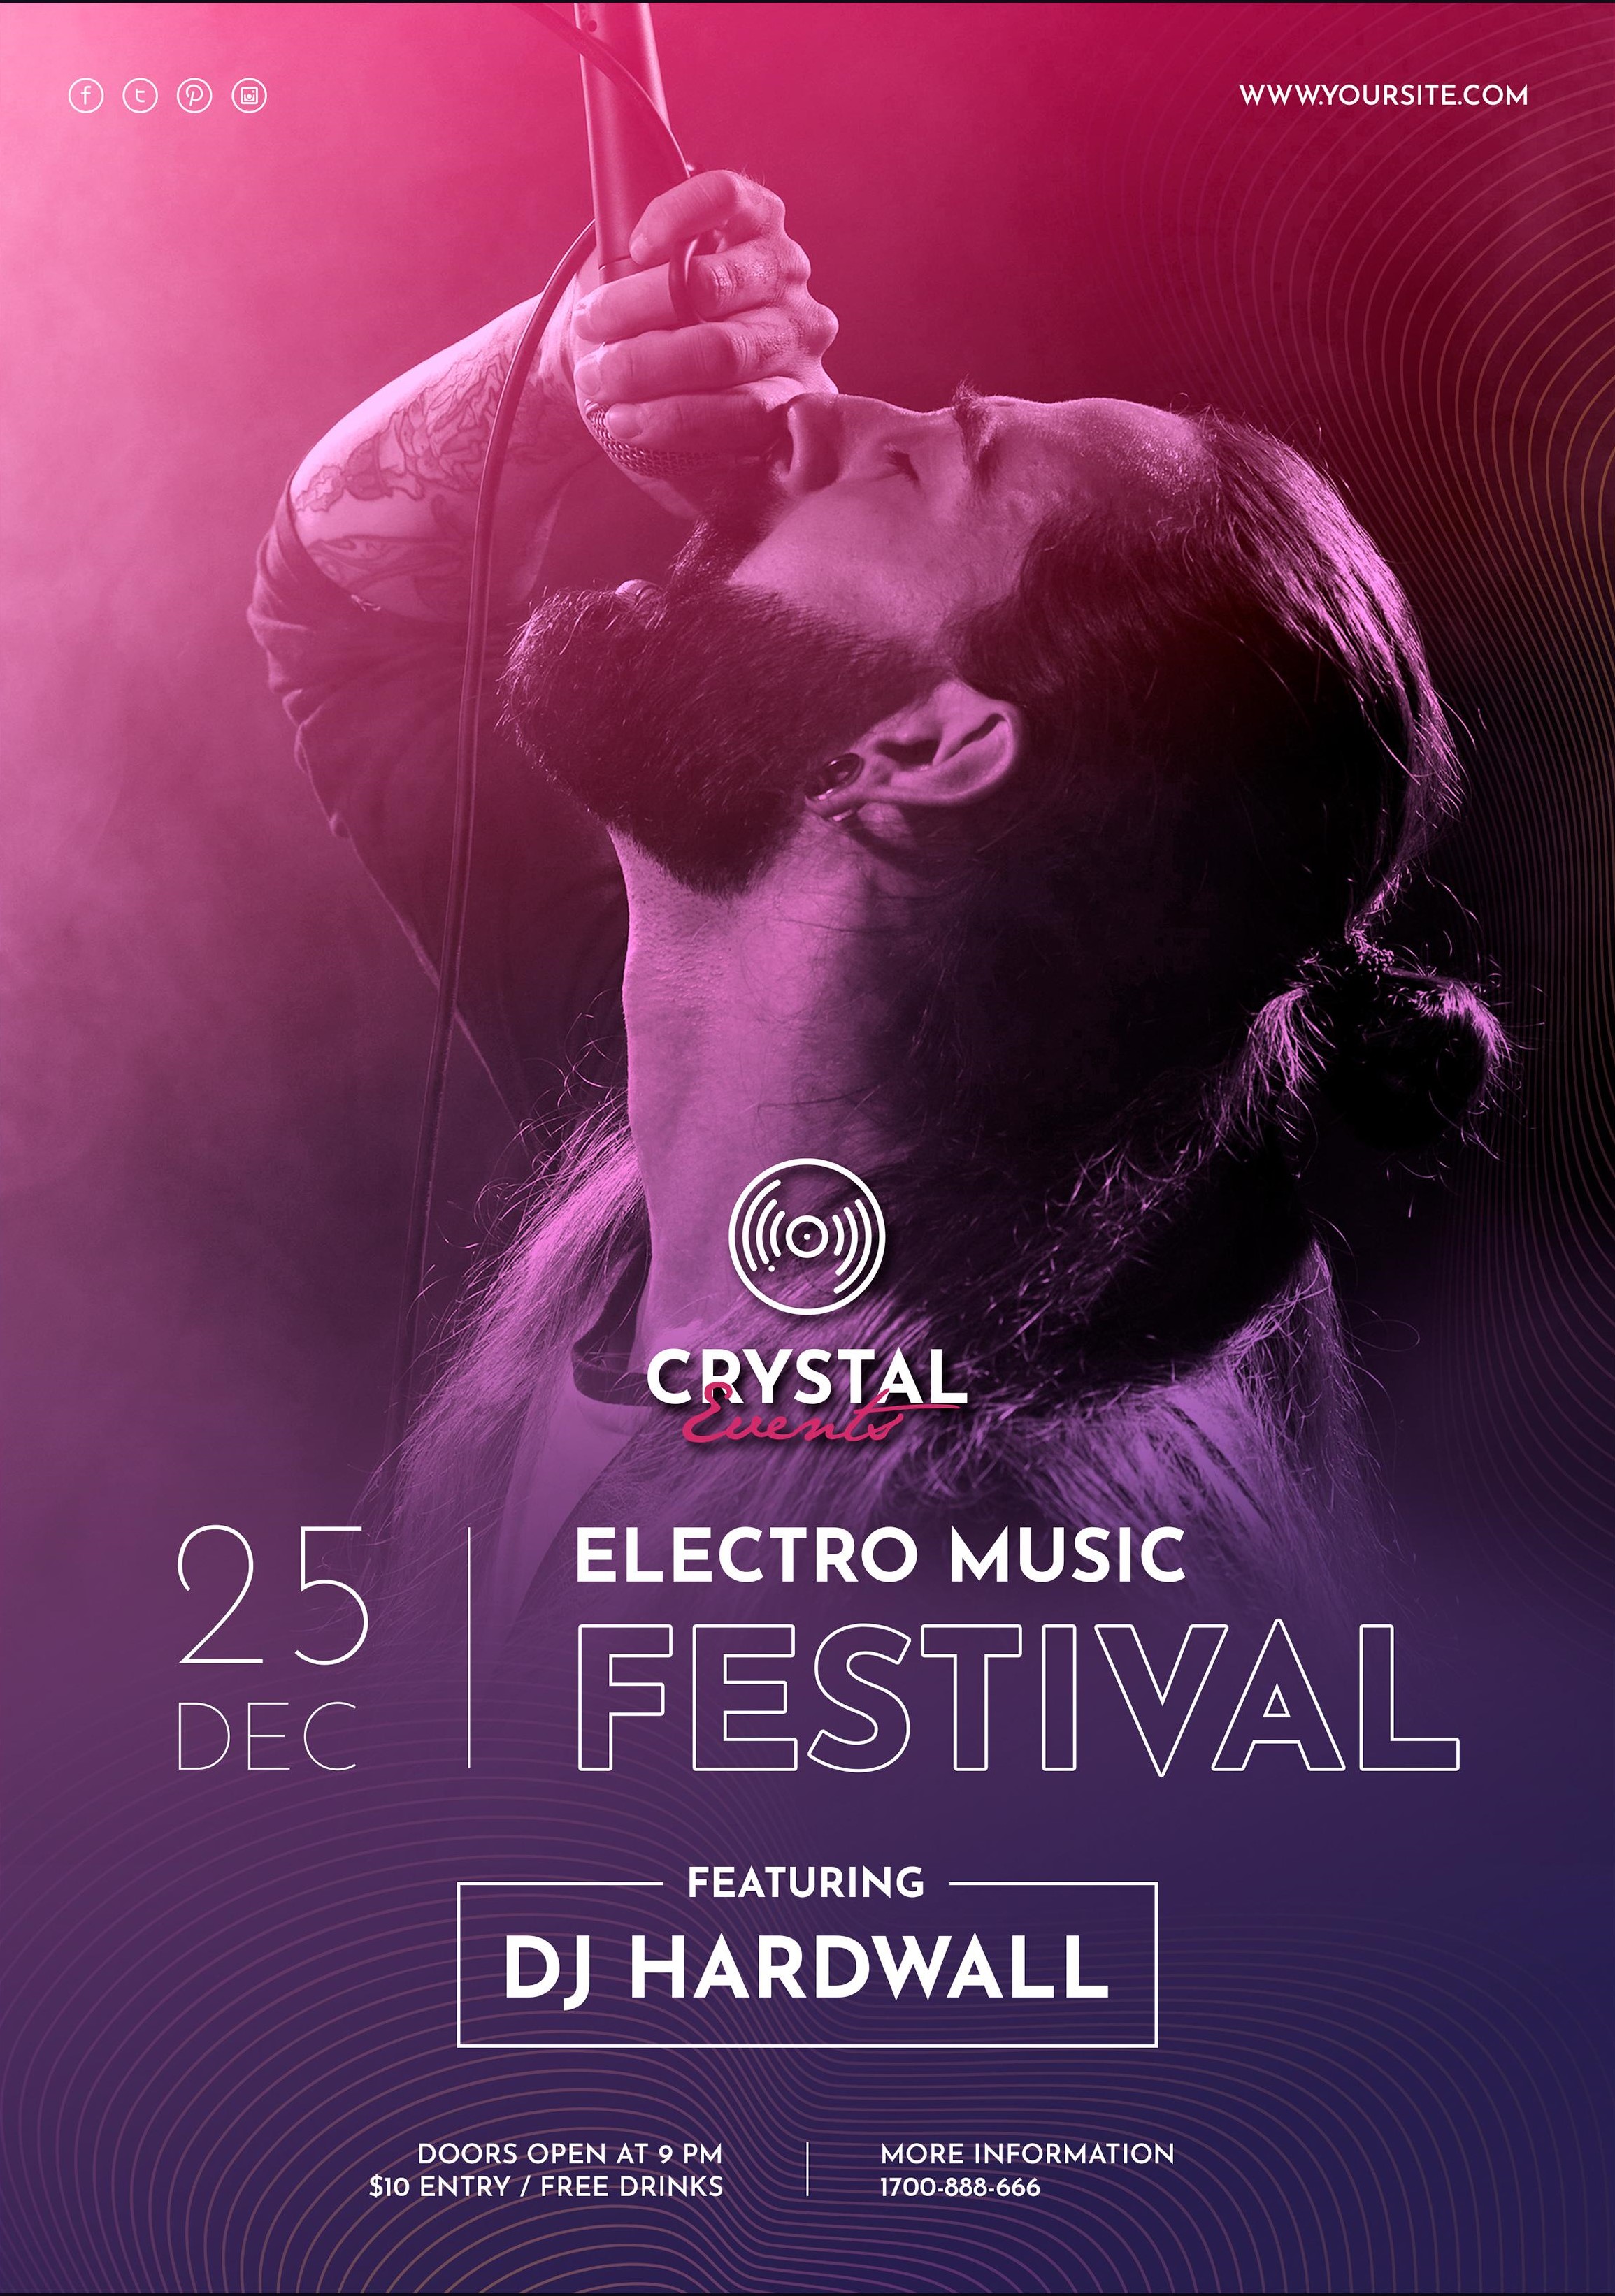 WWW.YOURSITE.COM
CRYSTAL
Events
25
DEC
ELECTRO MUSIC
FESTIVAL
FEATURING
DJ HARDWALL
DOORS OPEN AT 9 PM
$10 ENTRY / FREE DRINKS
MORE INFORMATION
1700-888-666